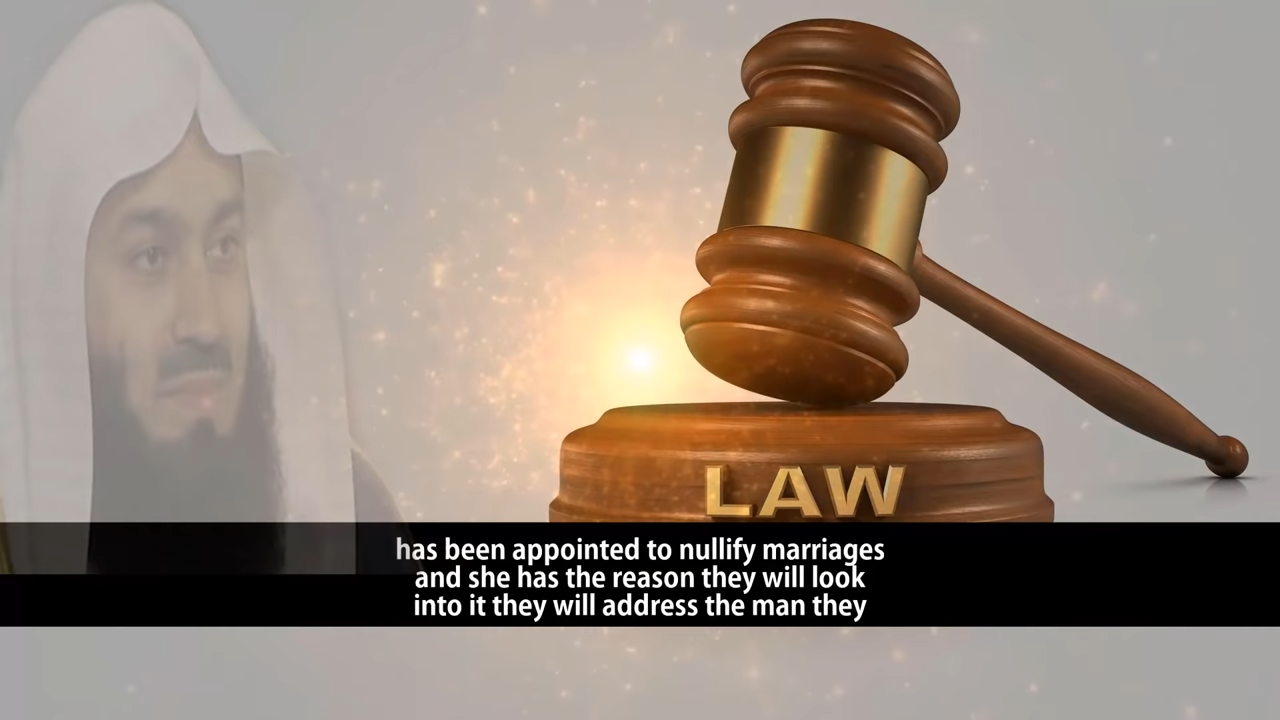 LAW
has been appointed to nullify marriages
and she has the reason they will look
into it they will address the man they